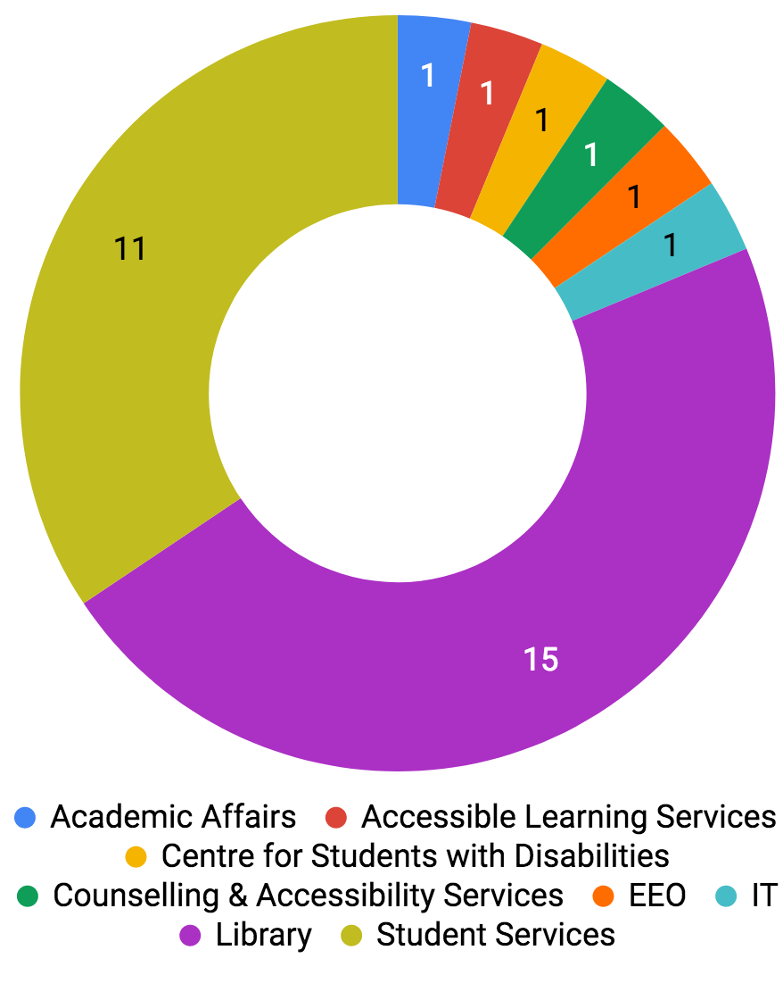 1
1
1
1
1
1
11
15
Academic Affairs Accessible Learning Services
Centre for Students with Disabilities
Counselling & Accessibility Services EEO IT
Library Student Services